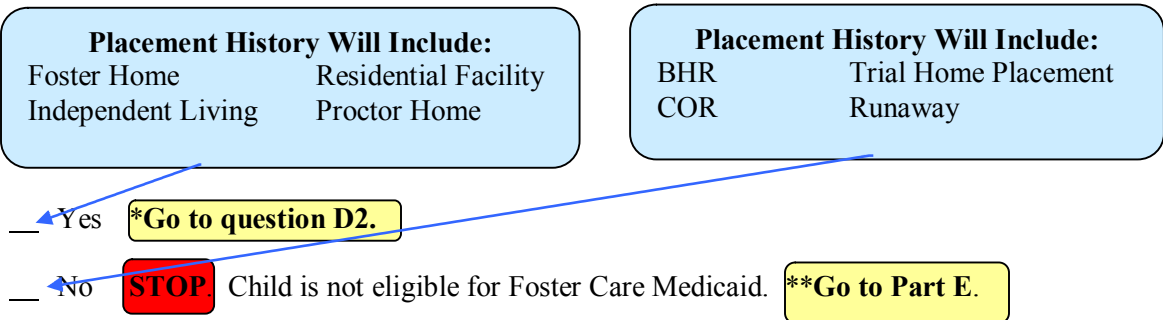 Placement History Will Include:
Foster Home Residential Facility
Independent Living Proctor Home
Placement History Will Include:
BHR Trial Home Placement
COR Runaway
__ Yes *Go to question D2.
__ No STOP. Child is not eligible for Foster Care Medicaid. **Go to Part E.